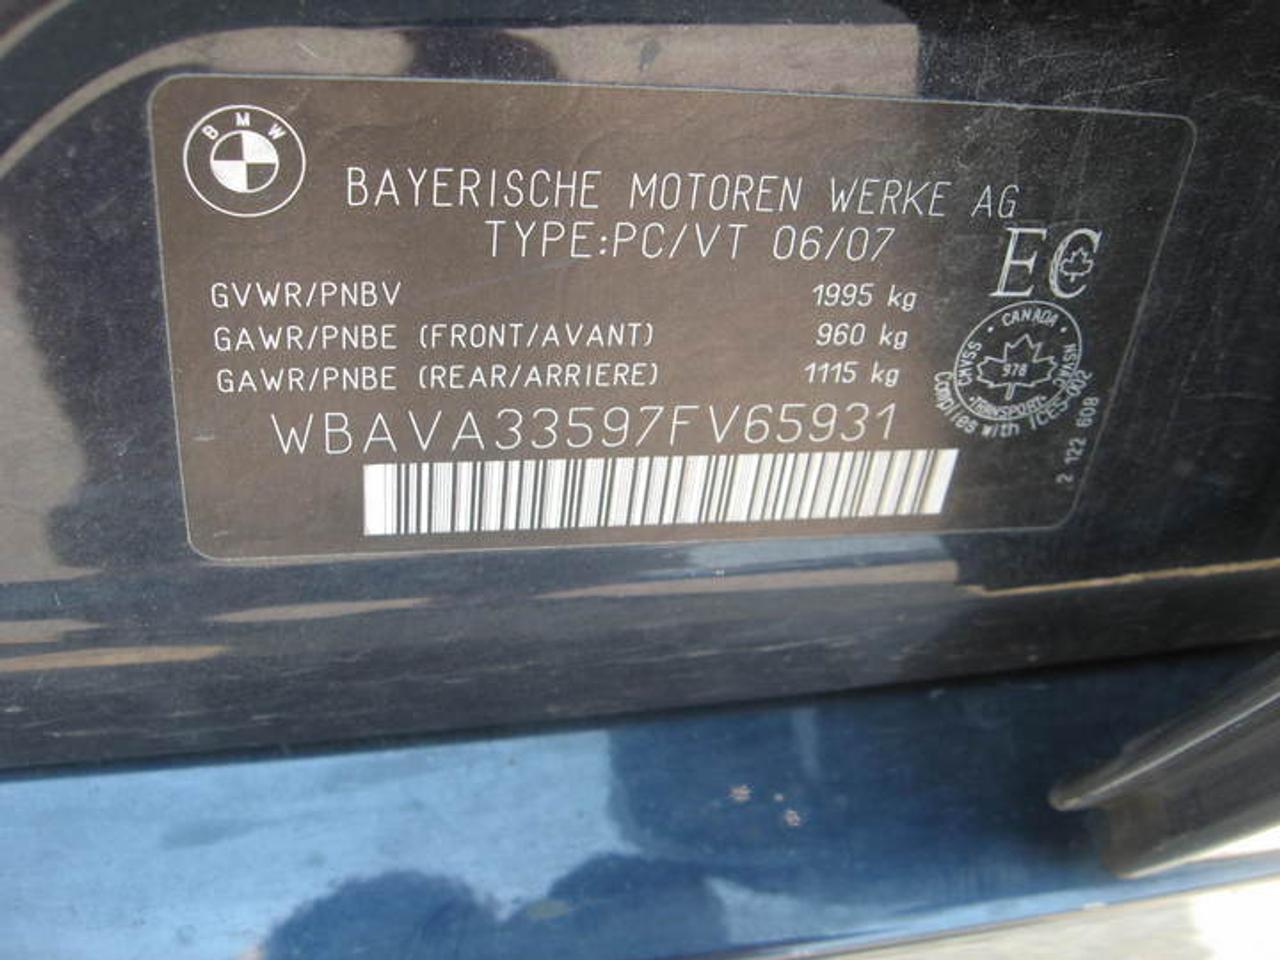 BMW
BAYERISCHE MOTOREN WERKE AG
TYPE:PC/VT 06/07
EC
GVWR/PNBV 1995 kg
GAWR/PNBE (FRONT/AVANT) 960 kg
GAWR/PNBE (REAR/ARRIERE) 1115 kg
WBAVA33597FV65931
CANADA
CMVSS
NSVAC
978
TRANSPORT
Complies with ICES-002
2 122 608